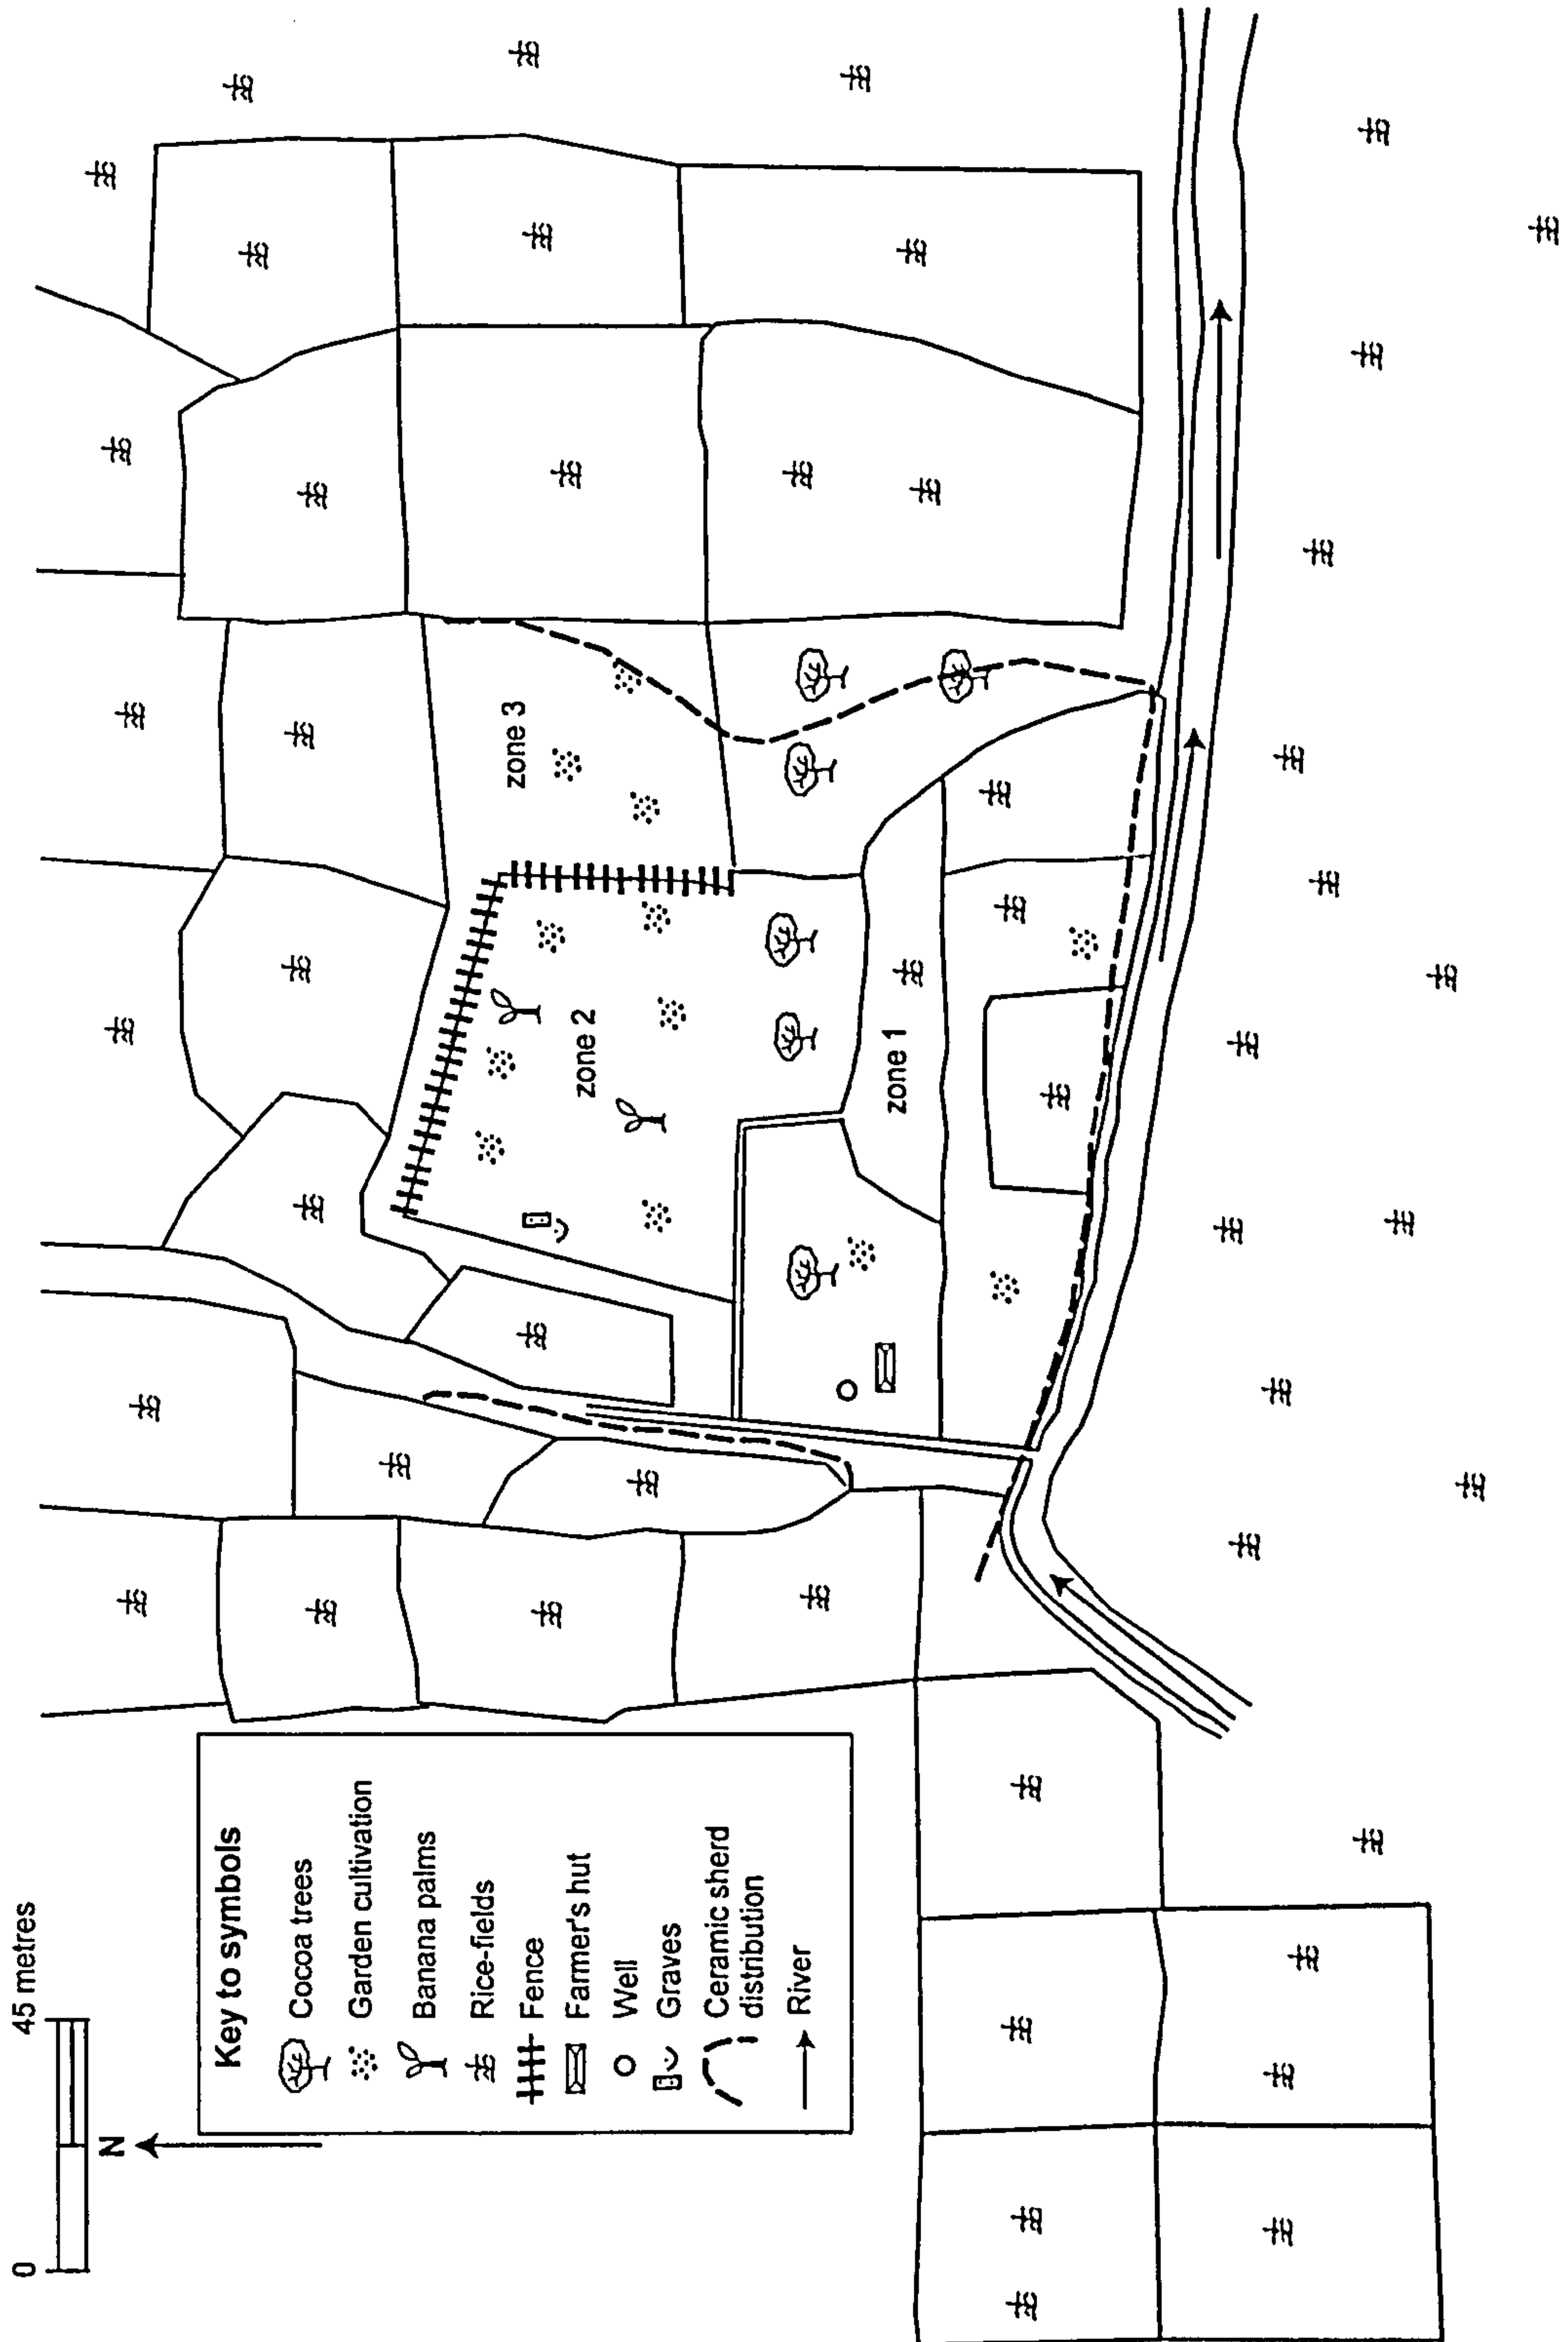 0 45 metres
N
Key to symbols
Cocoa trees
Garden cultivation
Banana palms
Rice-fields
Fence
Farmer's hut
Well
Graves
Ceramic sherd
distribution
River
zone 3
zone 2
zone 1